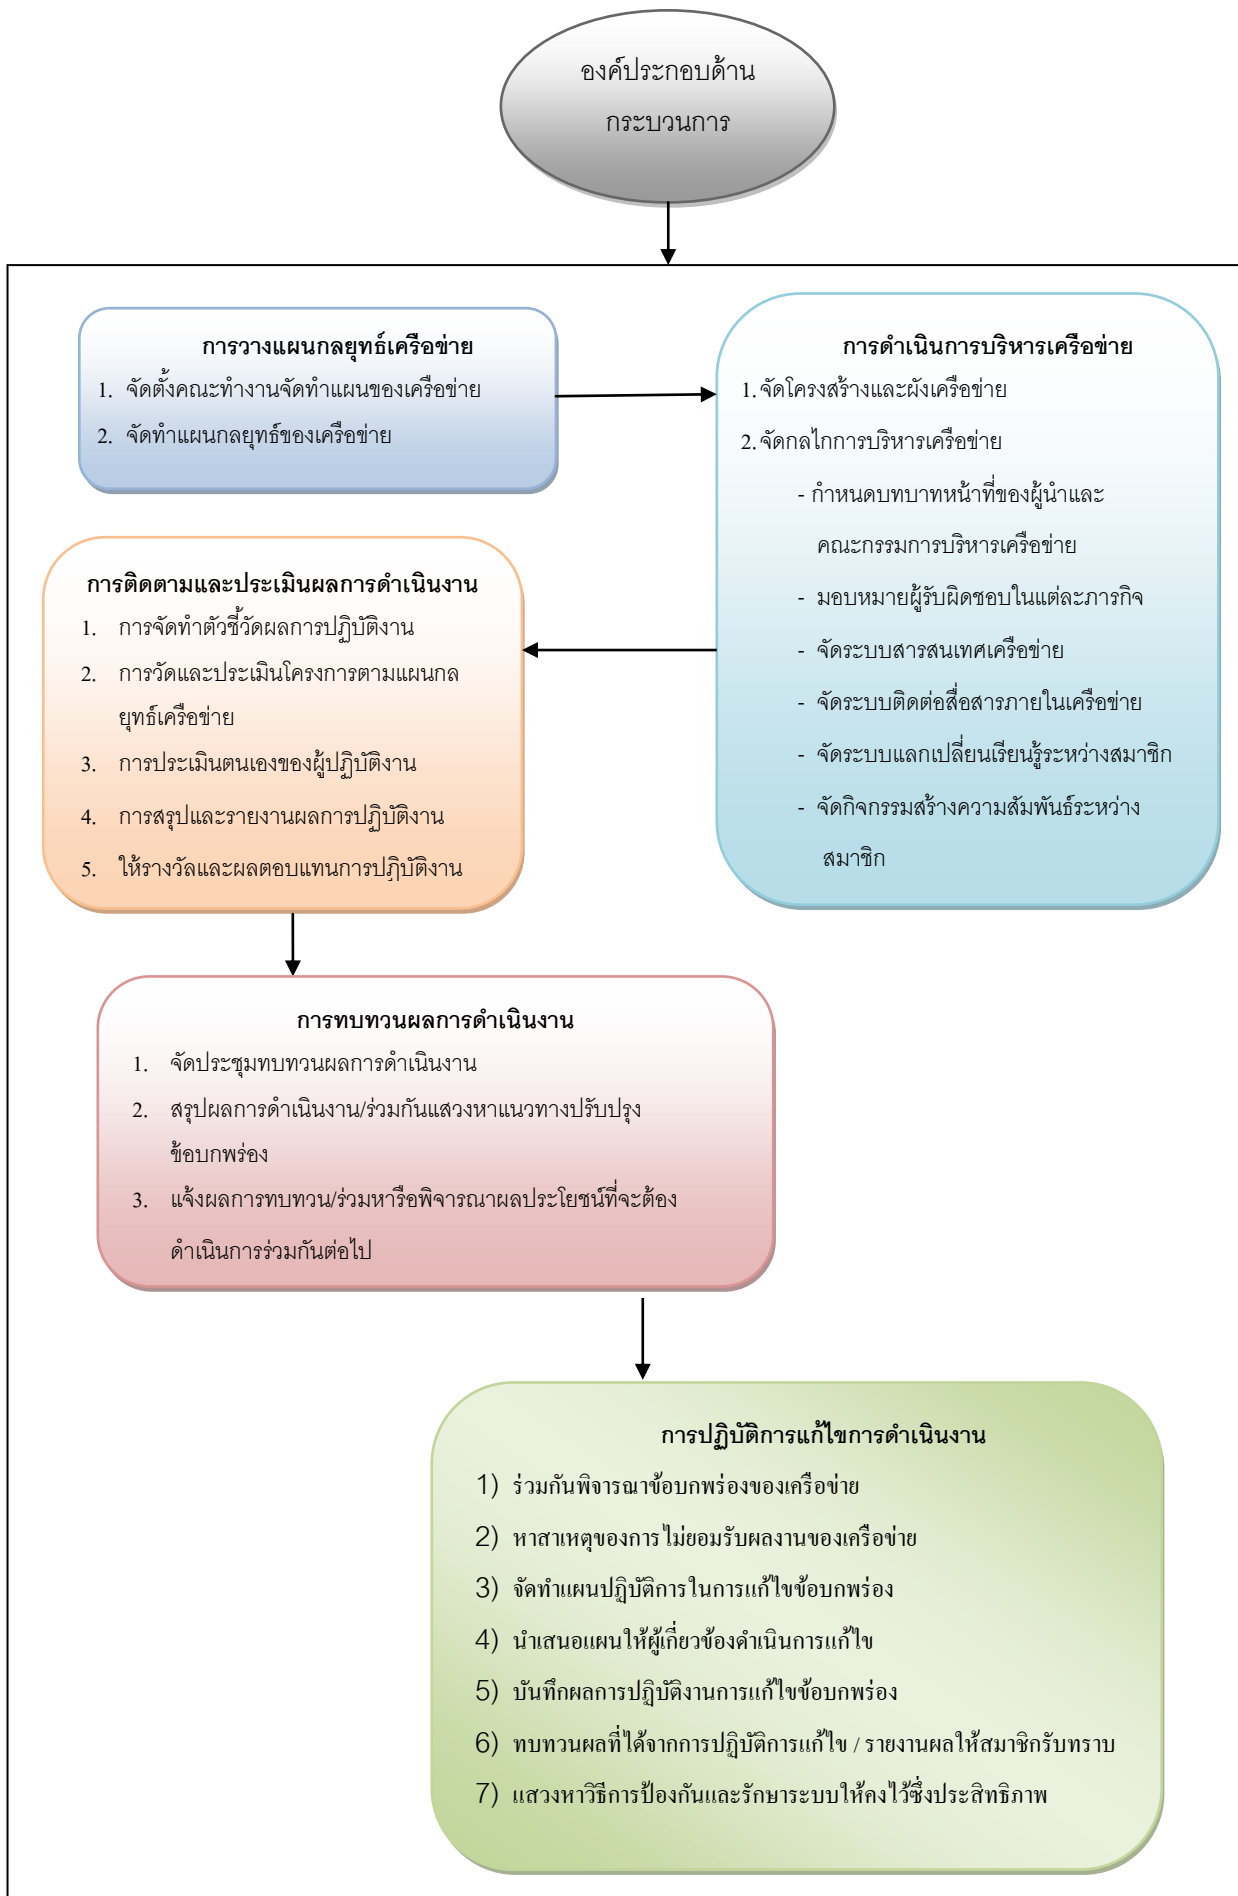 องค์ประกอบด้าน
กระบวนการ
การวางแผนกลยุทธ์เครือข่าย
1. จัดตั้งคณะทำงานจัดทำแผนของเครือข่าย
2. จัดทำแผนกลยุทธ์ของเครือข่าย
การดำเนินการบริหารเครือข่าย
1. จัดโครงสร้างและผังเครือข่าย
2. จัดกลไกการบริหารเครือข่าย
- กำหนดบทบาทหน้าที่ของผู้นำและ
คณะกรรมการบริหารเครือข่าย
- มอบหมายผู้รับผิดชอบในแต่ละภารกิจ
- จัดระบบสารสนเทศเครือข่าย
- จัดระบบติดต่อสื่อสารภายในเครือข่าย
- จัดระบบแลกเปลี่ยนเรียนรู้ระหว่างสมาชิก
- จัดกิจกรรมสร้างความสัมพันธ์ระหว่าง
สมาชิก
การติดตามและประเมินผลการดำเนินงาน
1. การจัดทำตัวชี้วัดผลการปฏิบัติงาน
2. การวัดและประเมินโครงการตามแผนกล
ยุทธ์เครือข่าย
3. การประเมินตนเองของผู้ปฏิบัติงาน
4. การสรุปและรายงานผลการปฏิบัติงาน
5. ให้รางวัลและผลตอบแทนการปฏิบัติงาน
การทบทวนผลการดำเนินงาน
1. จัดประชุมทบทวนผลการดำเนินงาน
2. สรุปผลการดำเนินงาน/ร่วมกันแสวงหาแนวทางปรับปรุง
ข้อบกพร่อง
3. แจ้งผลการทบทวน/ร่วมหารือพิจารณาผลประโยชน์ที่จะต้อง
ดำเนินการร่วมกันต่อไป
การปฏิบัติการแก้ไขการดำเนินงาน
1) ร่วมกันพิจารณาข้อบกพร่องของเครือข่าย
2) หาสาเหตุของการไม่ยอมรับผลงานของเครือข่าย
3) จัดทำแผนปฏิบัติการในการแก้ไขข้อบกพร่อง
4) นำเสนอแผนให้ผู้เกี่ยวข้องดำเนินการแก้ไข
5) บันทึกผลการปฏิบัติงานการแก้ไขข้อบกพร่อง
6) ทบทวนผลที่ได้จากการปฏิบัติการแก้ไข / รายงานผลให้สมาชิกรับทราบ
7) แสวงหาวิธีการป้องกันและรักษาระบบให้คงไว้ซึ่งประสิทธิภาพ